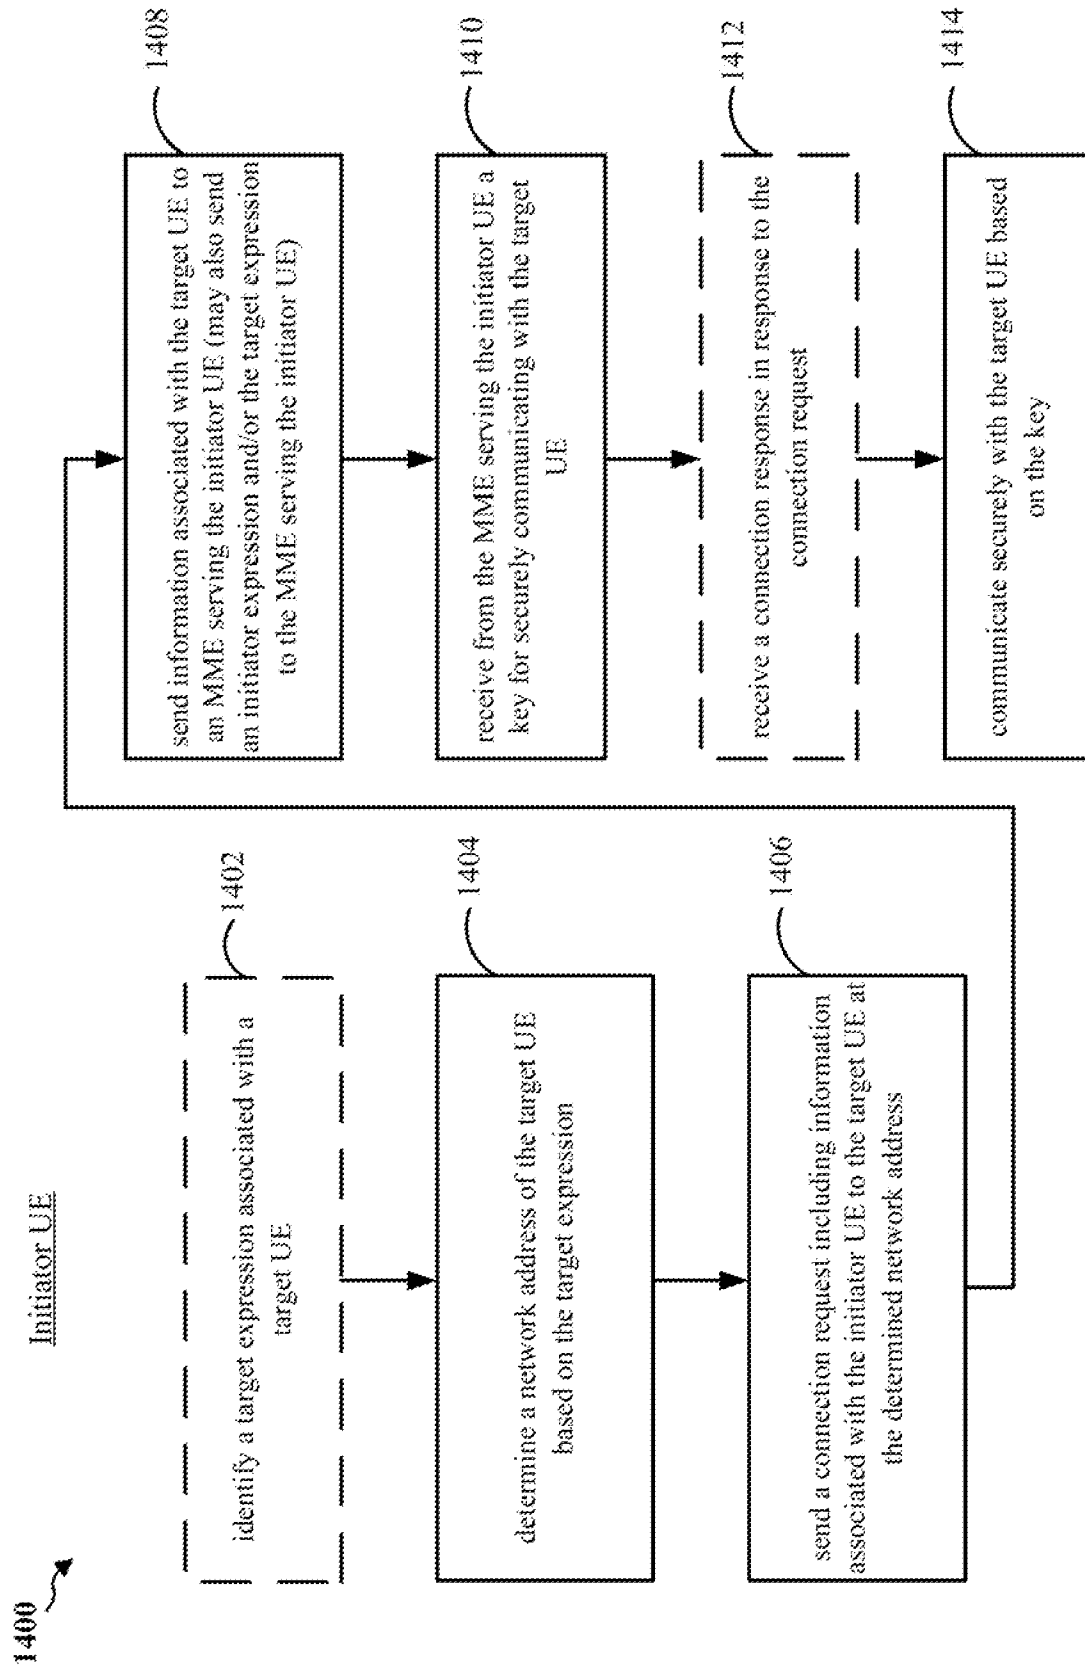 1400
Initiator UE
1402
identify a target expression associated with a
target UE
1404
determine a network address of the target UE
based on the target expression
1406
send a connection request including information
associated with the initiator UE to the target UE at
the determined network address
1408
send information associated with the target UE to
an MME serving the initiator UE (may also send
an initiator expression and/or the target expression
to the MME serving the initiator UE)
1410
receive from the MME serving the initiator UE a
key for securely communicating with the target
UE
1412
receive a connection response in response to the
connection request
1414
communicate securely with the target UE based
on the key